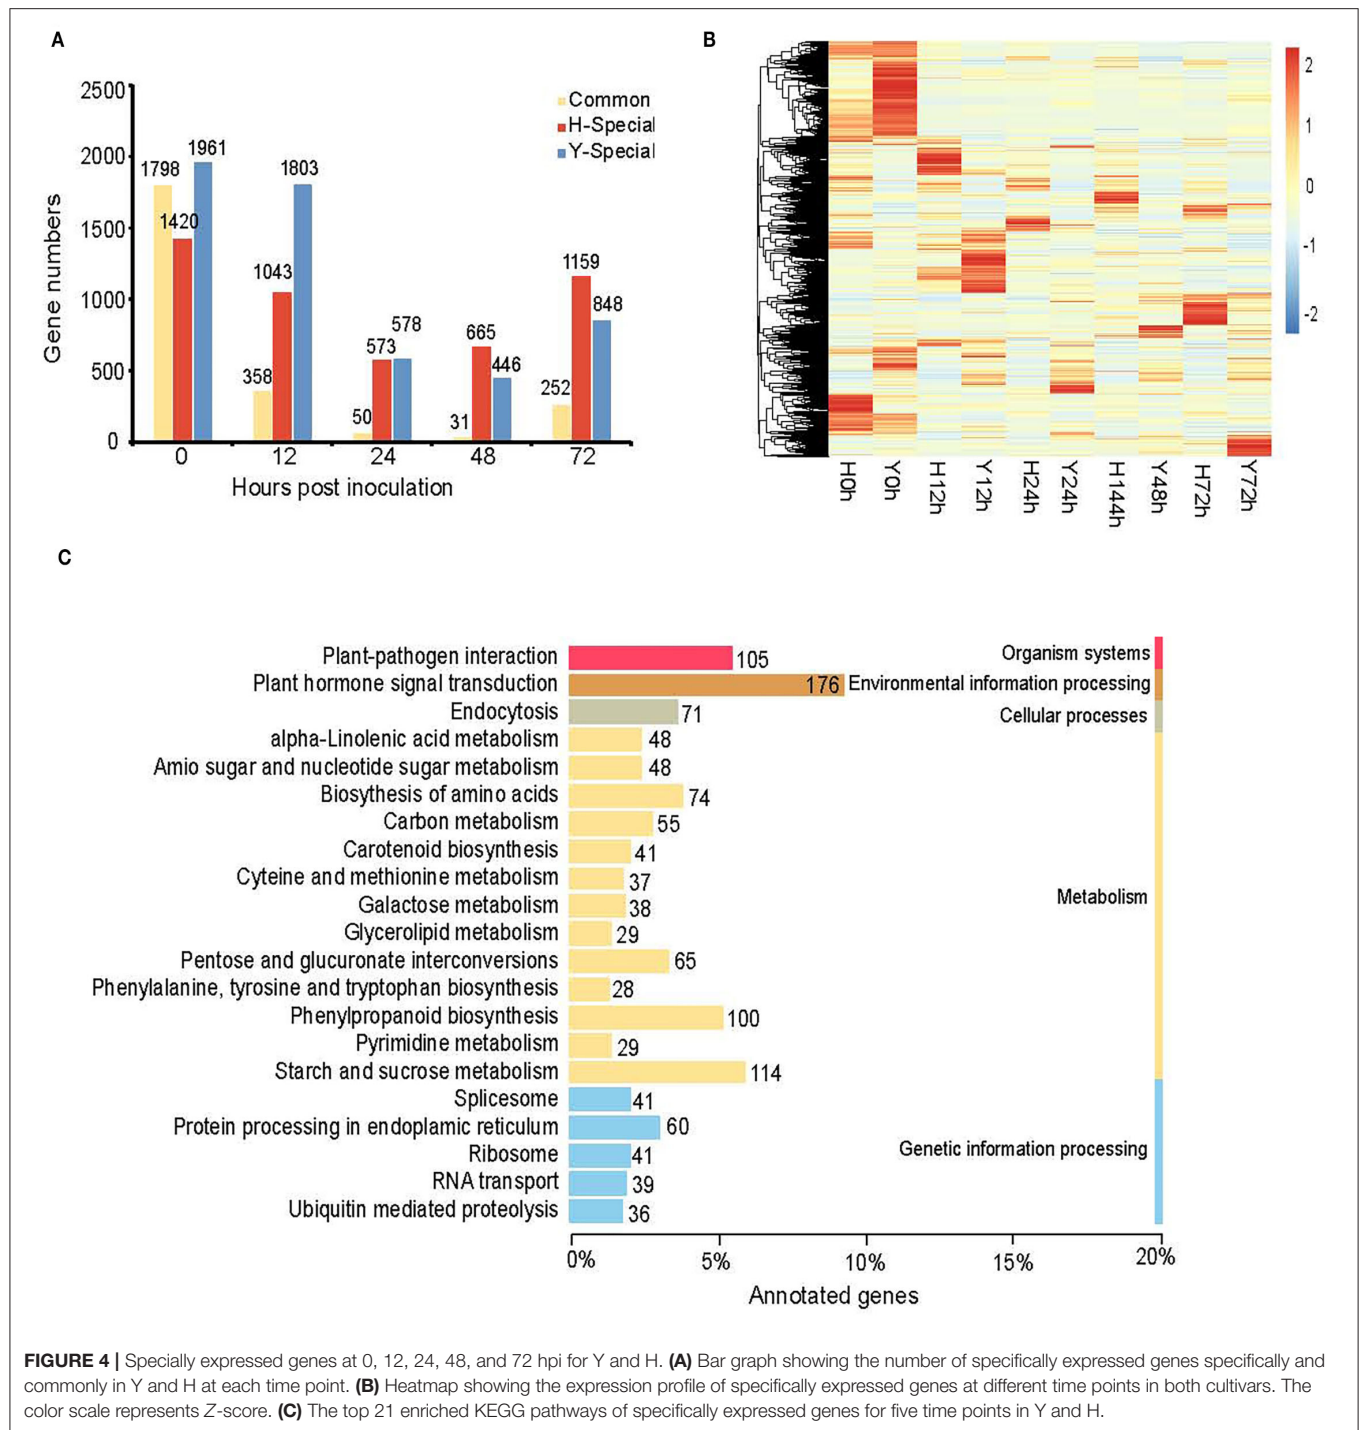 A
2500
2000
1500
1000
500
0
Gene numbers
Common
H-Special
Y-Special
1798
1420
1961
358
1043
1803
50
573
578
31
665
446
252
1159
848
0 12 24 48 72
Hours post inoculation
B
2
1
0
-1
-2
H0h
Y0h
H12h
Y12h
H24h
Y24h
H144h
Y48h
H72h
Y72h
C
Plant-pathogen interaction 105 Organism systems
Plant hormone signal transduction 176 Environmental information processing
Endocytosis 71 Cellular processes
alpha-Linolenic acid metabolism 48
Amio sugar and nucleotide sugar metabolism 48
Biosythesis of amino acids 74
Carbon metabolism 55
Carotenoid biosynthesis 41
Cyteine and methionine metabolism 37
Metabolism
Galactose metabolism 38
Glycerolipid metabolism 29
Pentose and glucuronate interconversions 65
Phenylalanine, tyrosine and tryptophan biosynthesis 28
Phenylpropanoid biosynthesis 100
Pyrimidine metabolism 29
Starch and sucrose metabolism 114
Splicesome 41
Protein processing in endoplamic reticulum 60
Ribosome 41 Genetic information processing
RNA transport 39
Ubiquitin mediated proteolysis 36
0% 5% 10% 15% 20%
Annotated genes
FIGURE 4 | Specially expressed genes at 0, 12, 24, 48, and 72 hpi for Y and H. (A) Bar graph showing the number of specifically expressed genes specifically and
commonly in Y and H at each time point. (B) Heatmap showing the expression profile of specifically expressed genes at different time points in both cultivars. The
color scale represents Z-score. (C) The top 21 enriched KEGG pathways of specifically expressed genes for five time points in Y and H.